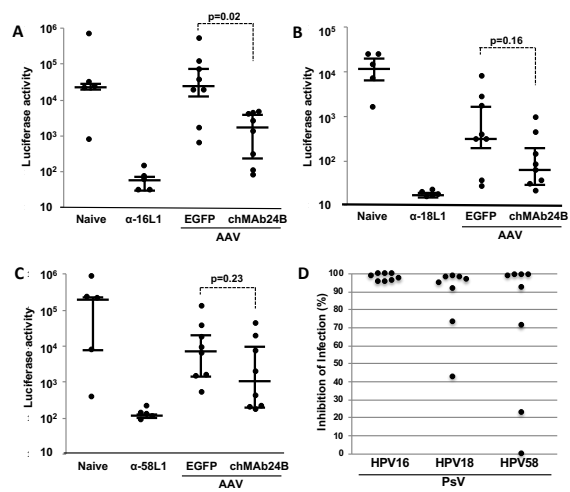 A
Luciferase activity
10⁶
10⁵
10⁴
10³
10²
10
p=0.02
Naive
α-16L1
EGFP
chMAb24B
AAV
B
Luciferase activity
10⁵
10⁴
10³
10²
10
p=0.16
Naive
α-18L1
EGFP
chMAb24B
AAV
C
Luciferase activity
10⁶
10⁵
10⁴
10³
10²
10
p=0.23
Naive
α-58L1
EGFP
chMAb24B
AAV
D
Inhibition of Infection (%)
100
90
80
70
60
50
40
30
20
10
0
HPV16
HPV18
HPV58
PsV